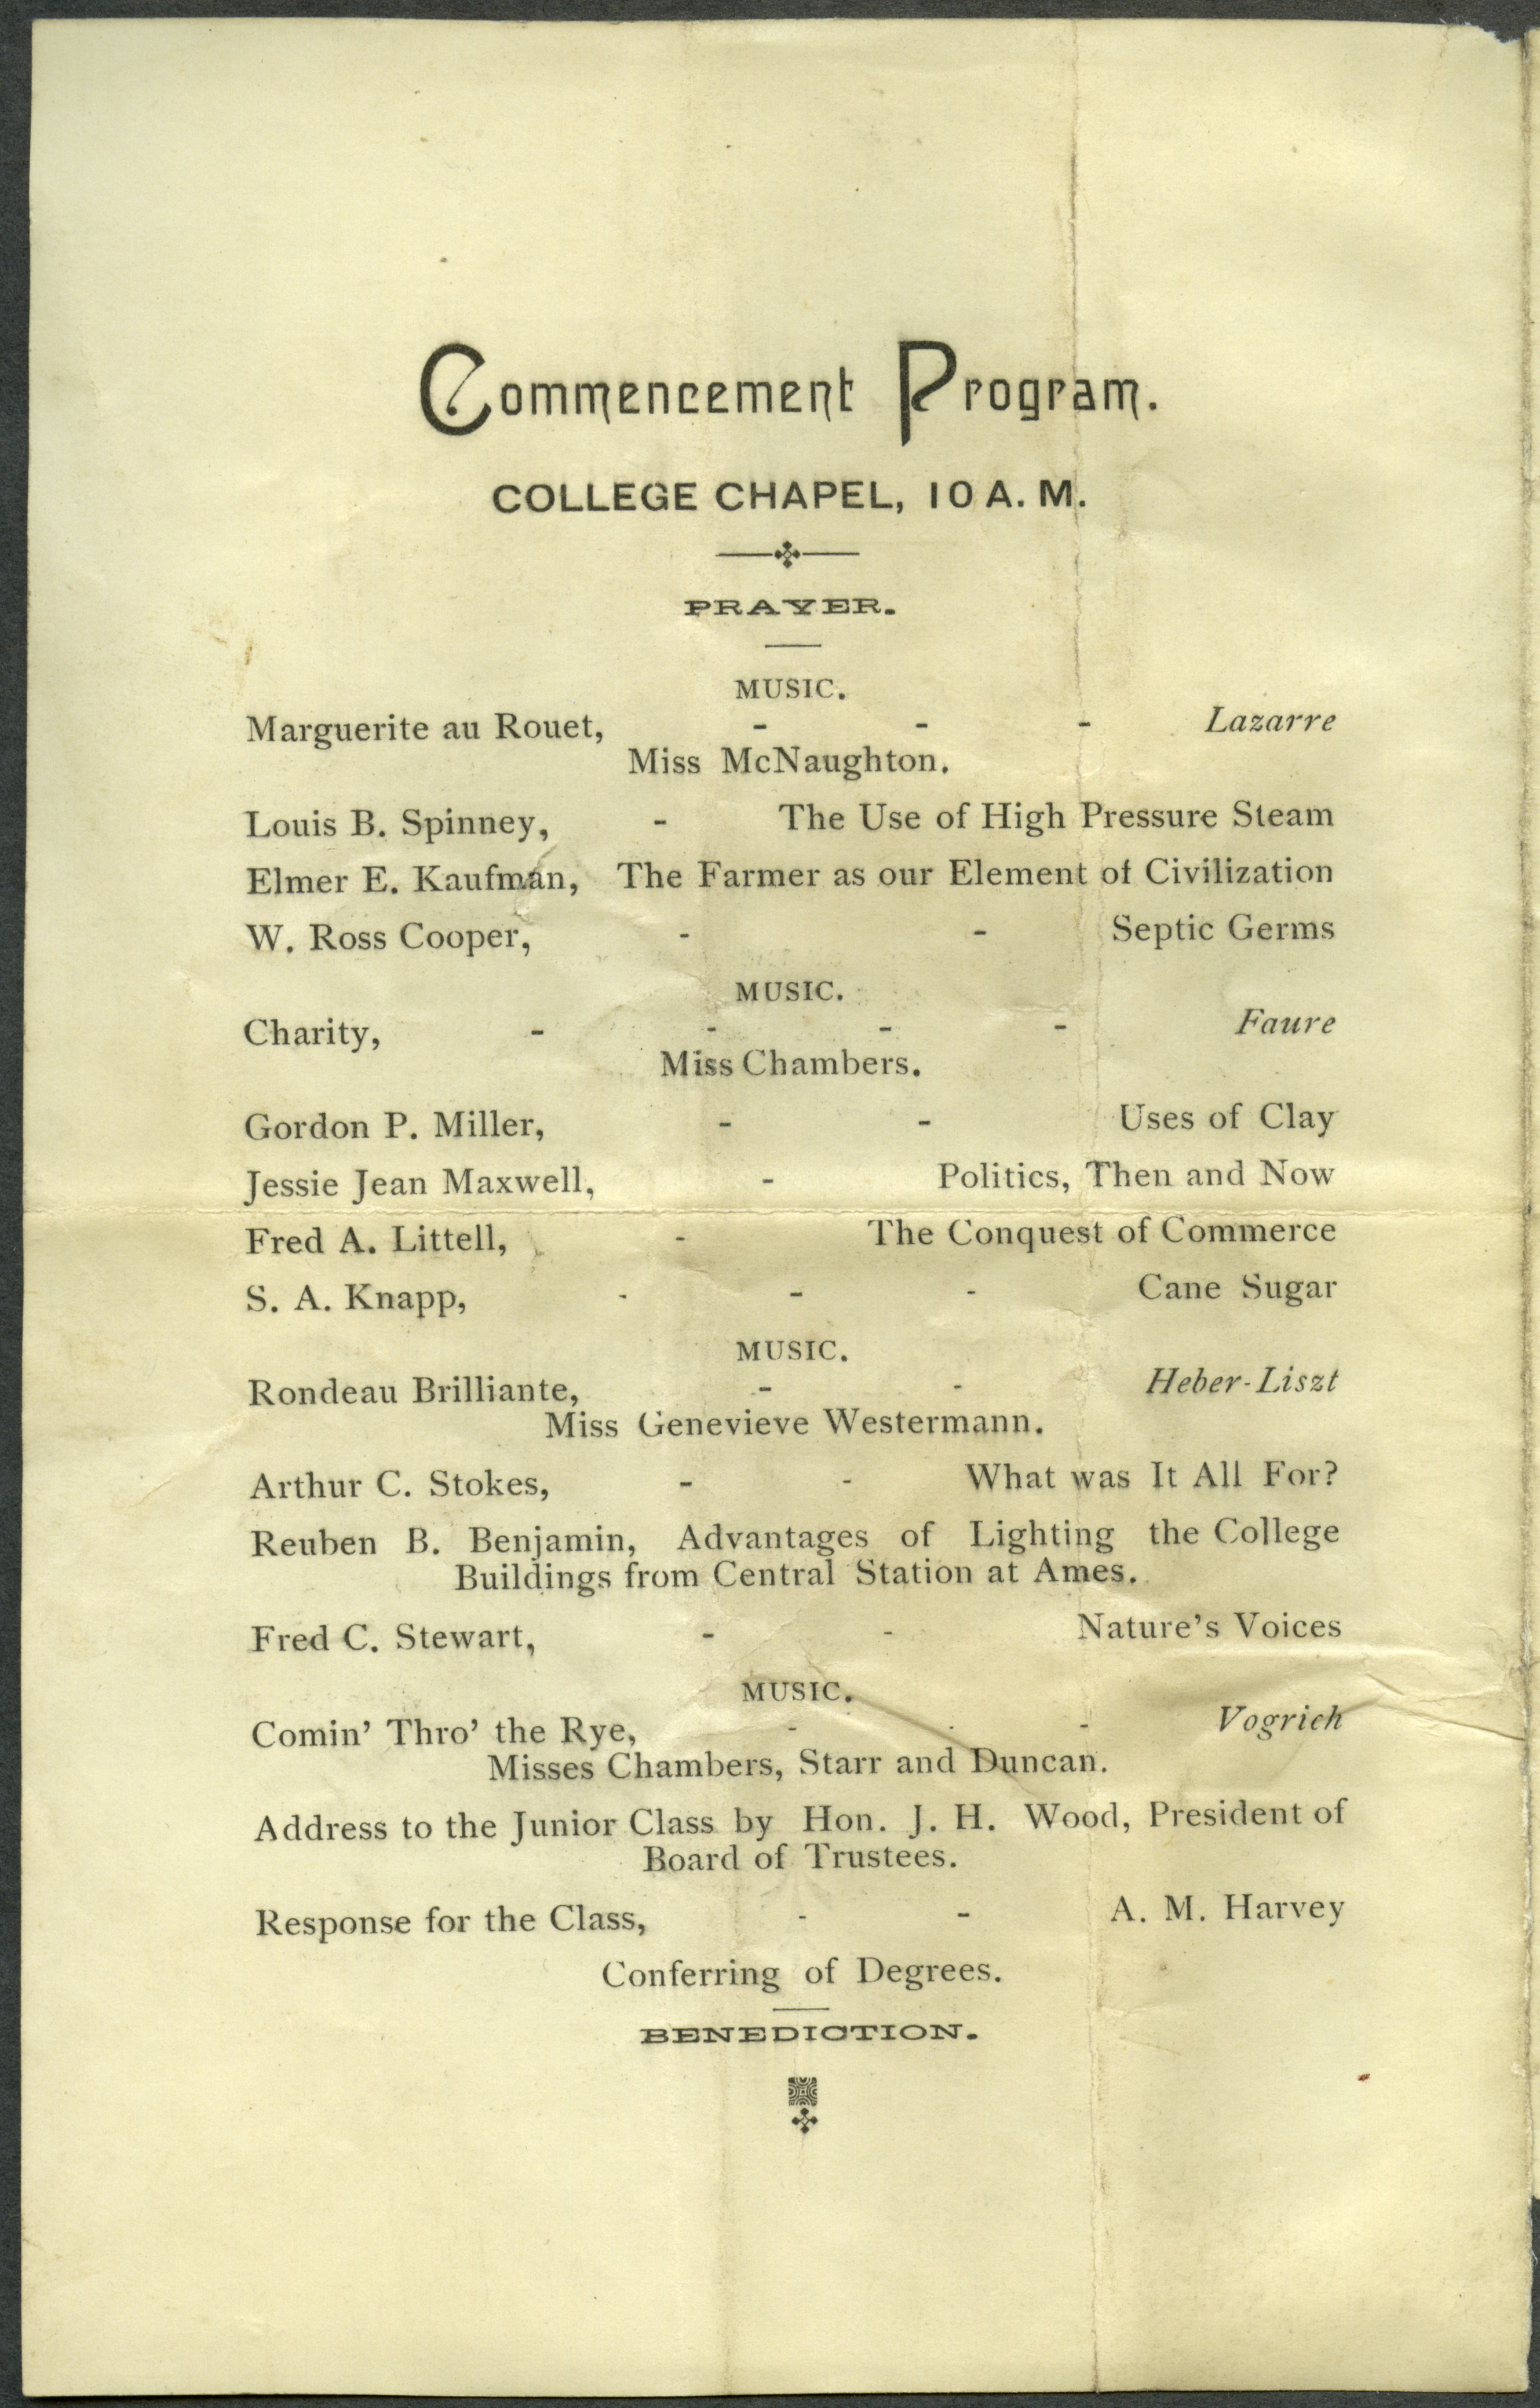 Commencement Program.
COLLEGE CHAPEL, 10 A. M.
PRAYER.
MUSIC.
Marguerite au Rouet, - - - Lazarre
Miss McNaughton.
Louis B. Spinney, - The Use of High Pressure Steam
Elmer E. Kaufman, The Farmer as our Element of Civilization
W. Ross Cooper, - - Septic Germs
MUSIC.
Charity, - - - - Faure
Miss Chambers.
Gordon P. Miller, - - Uses of Clay
Jessie Jean Maxwell, - Politics, Then and Now
Fred A. Littell, - The Conquest of Commerce
S. A. Knapp, - - - Cane Sugar
MUSIC.
Rondeau Brilliante, - - Heber-Liszt
Miss Genevieve Westermann.
Arthur C. Stokes, - - What was It All For?
Reuben B. Benjamin, Advantages of Lighting the College
Buildings from Central Station at Ames.
Fred C. Stewart, - - Nature's Voices
MUSIC.
Comin' Thro' the Rye, - - - Vogrich
Misses Chambers, Starr and Duncan.
Address to the Junior Class by Hon. J. H. Wood, President of
Board of Trustees.
Response for the Class, - - A. M. Harvey
Conferring of Degrees.
BENEDICTION.